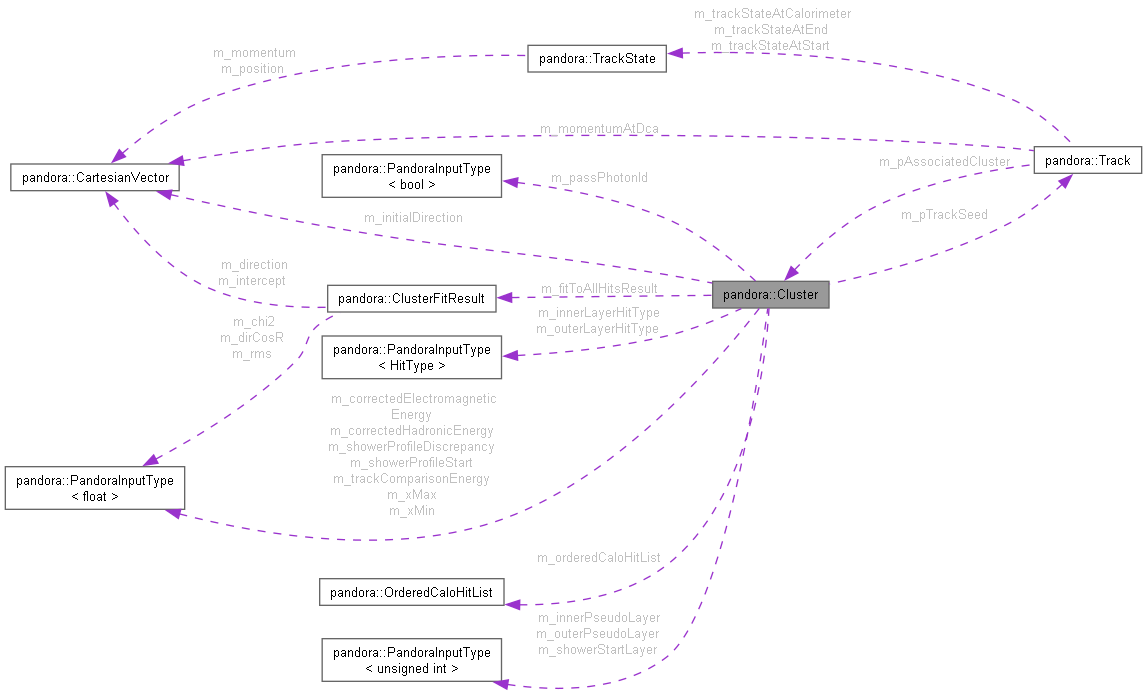 m_trackStateAtCalorimeter
m_trackStateAtEnd
m_trackStateAtStart
m_momentum
m_position
pandora::TrackState
m_momentumAtDca
pandora::CartesianVector
pandora::PandoraInputType
< bool >
m_passPhotonId
m_pAssociatedCluster
pandora::Track
m_initialDirection
m_pTrackSeed
m_direction
m_intercept
pandora::ClusterFitResult
m_fitToAllHitsResult
pandora::Cluster
m_innerLayerHitType
m_outerLayerHitType
m_chi2
m_dirCosR
m_rms
pandora::PandoraInputType
< HitType >
m_correctedElectromagnetic
Energy
m_correctedHadronicEnergy
m_showerProfileDiscrepancy
m_showerProfileStart
m_trackComparisonEnergy
m_xMax
m_xMin
pandora::PandoraInputType
< float >
m_orderedCaloHitList
pandora::OrderedCaloHitList
m_innerPseudoLayer
m_outerPseudoLayer
m_showerStartLayer
pandora::PandoraInputType
< unsigned int >